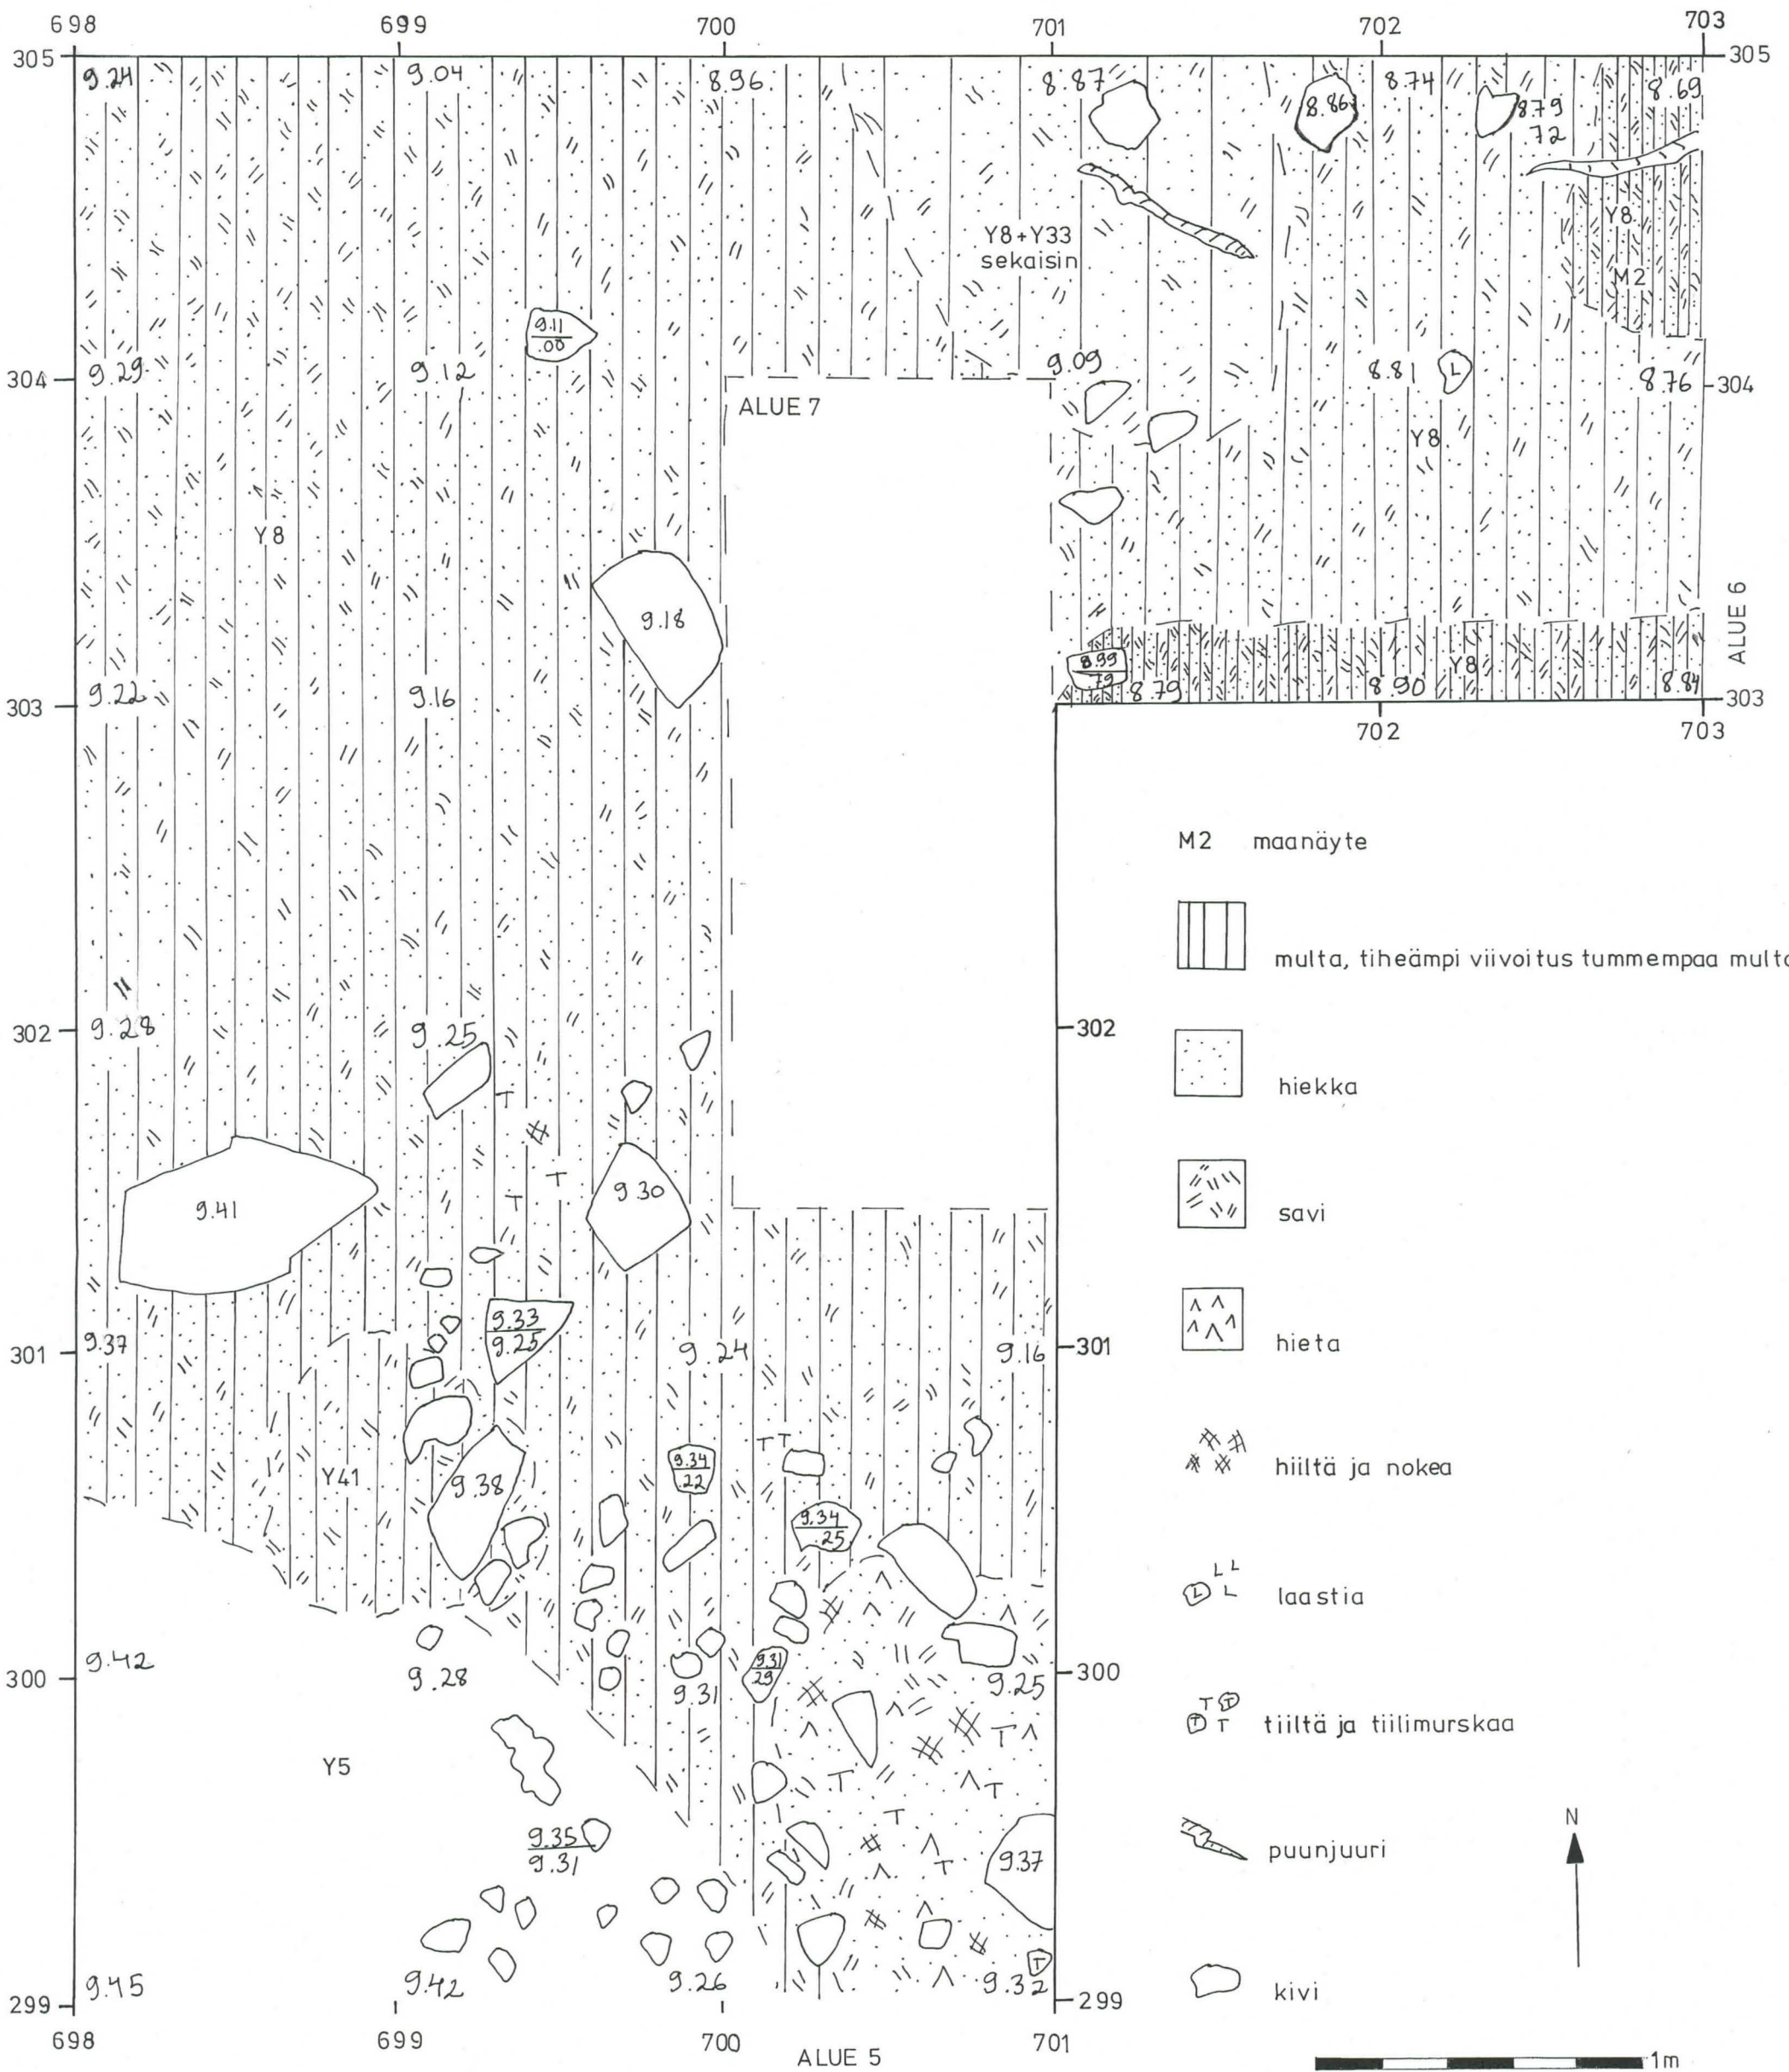 698 699 700 701 702 703
305 305
9.24 9.04 8.96 8.87 8.86 8.74 8.79 8.69
.72
Y8+Y33
sekaisin
Y8
M2
9.11
.08
304 9.29 9.12 9.09 8.81 L 8.76 304
ALUE 7
Y8
Y8
9.18
ALUE 6
8.99
.79
Y8
303 9.22 9.16 8.79 8.90 8.84 303
702 703
M2 maanäyte
multa, tiheämpi viivoitus tummempaa mult
302 9.28 9.25 302
T
hiekka
T
T
9.41 9.30
savi
9.33
9.25
301 9.37 9.24 9.16 301
hieta
T T
Y41
9.38
9.34
.22
9.34
.25
hiiltä ja nokea
L L
L L laastia
300 9.42 9.28 9.31 9.31
.29
9.25 300
T T
T T tiiltä ja tiilimurskaa
T
T T
T
Y5
9.35
9.31
T
9.37
puunjuuri
N
T
299 9.45 9.42 9.26 9.32 299
kivi
698 699 700 701
ALUE 5
1m